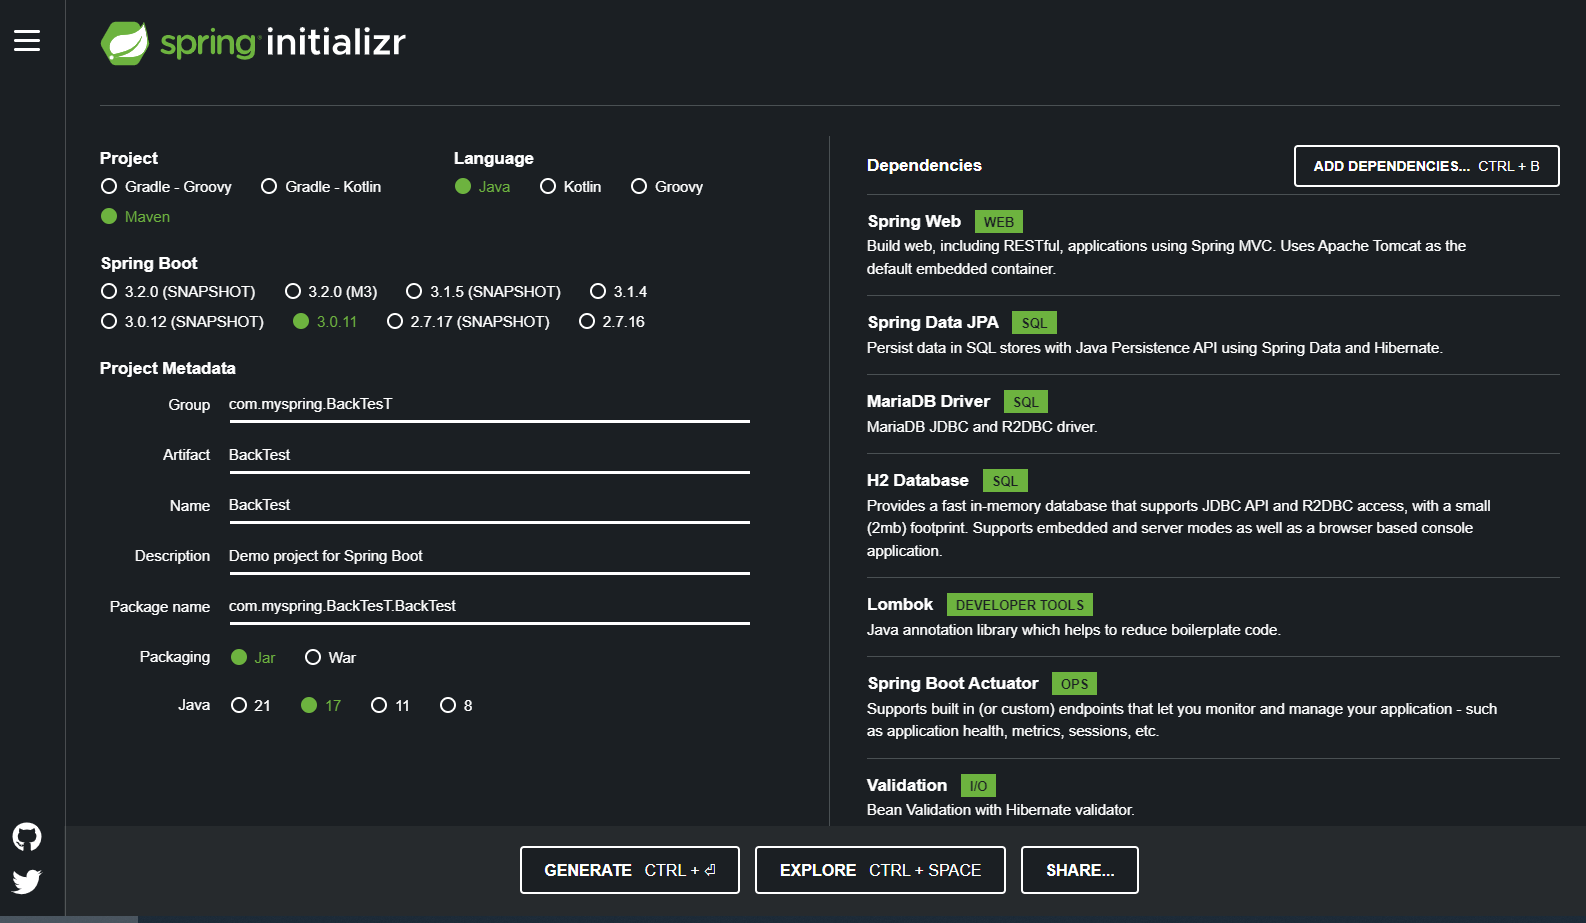 spring initializr
Project
Gradle - Groovy Gradle - Kotlin
Maven
Language
Java Kotlin Groovy
Spring Boot
3.2.0 (SNAPSHOT) 3.2.0 (M3) 3.1.5 (SNAPSHOT) 3.1.4
3.0.12 (SNAPSHOT) 3.0.11 2.7.17 (SNAPSHOT) 2.7.16
Project Metadata
Group com.myspring.BackTesT
Artifact BackTest
Name BackTest
Description Demo project for Spring Boot
Package name com.myspring.BackTesT.BackTest
Packaging Jar War
Java 21 17 11 8
Dependencies
ADD DEPENDENCIES... CTRL + B
Spring Web WEB
Build web, including RESTful, applications using Spring MVC. Uses Apache Tomcat as the
default embedded container.
Spring Data JPA SQL
Persist data in SQL stores with Java Persistence API using Spring Data and Hibernate.
MariaDB Driver SQL
MariaDB JDBC and R2DBC driver.
H2 Database SQL
Provides a fast in-memory database that supports JDBC API and R2DBC access, with a small
(2mb) footprint. Supports embedded and server modes as well as a browser based console
application.
Lombok DEVELOPER TOOLS
Java annotation library which helps to reduce boilerplate code.
Spring Boot Actuator OPS
Supports built in (or custom) endpoints that let you monitor and manage your application - such
as application health, metrics, sessions, etc.
Validation I/O
Bean Validation with Hibernate validator.
GENERATE CTRL + ⏎
EXPLORE CTRL + SPACE
SHARE...